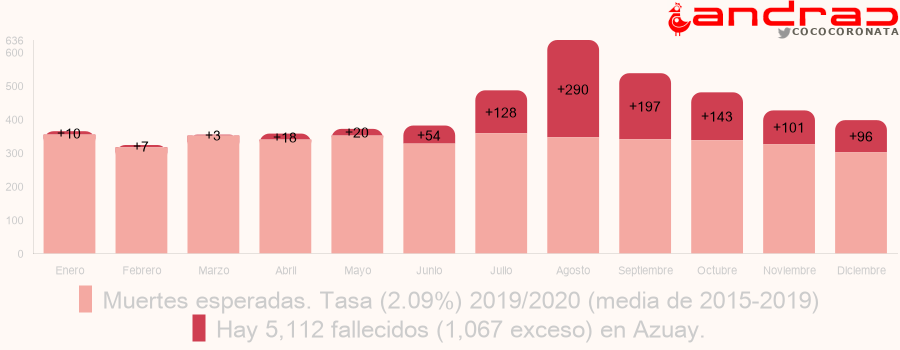 andrab
COCOCORONATA
636
600
500
400
300
200
100
0
+10
+7
+3
+18
+20
+54
+128
+290
+197
+143
+101
+96
Enero
Febrero
Marzo
Abril
Mayo
Junio
Julio
Agosto
Septiembre
Octubre
Noviembre
Diciembre
Muertes esperadas. Tasa (2.09%) 2019/2020 (media de 2015-2019)
Hay 5,112 fallecidos (1,067 exceso) en Azuay.